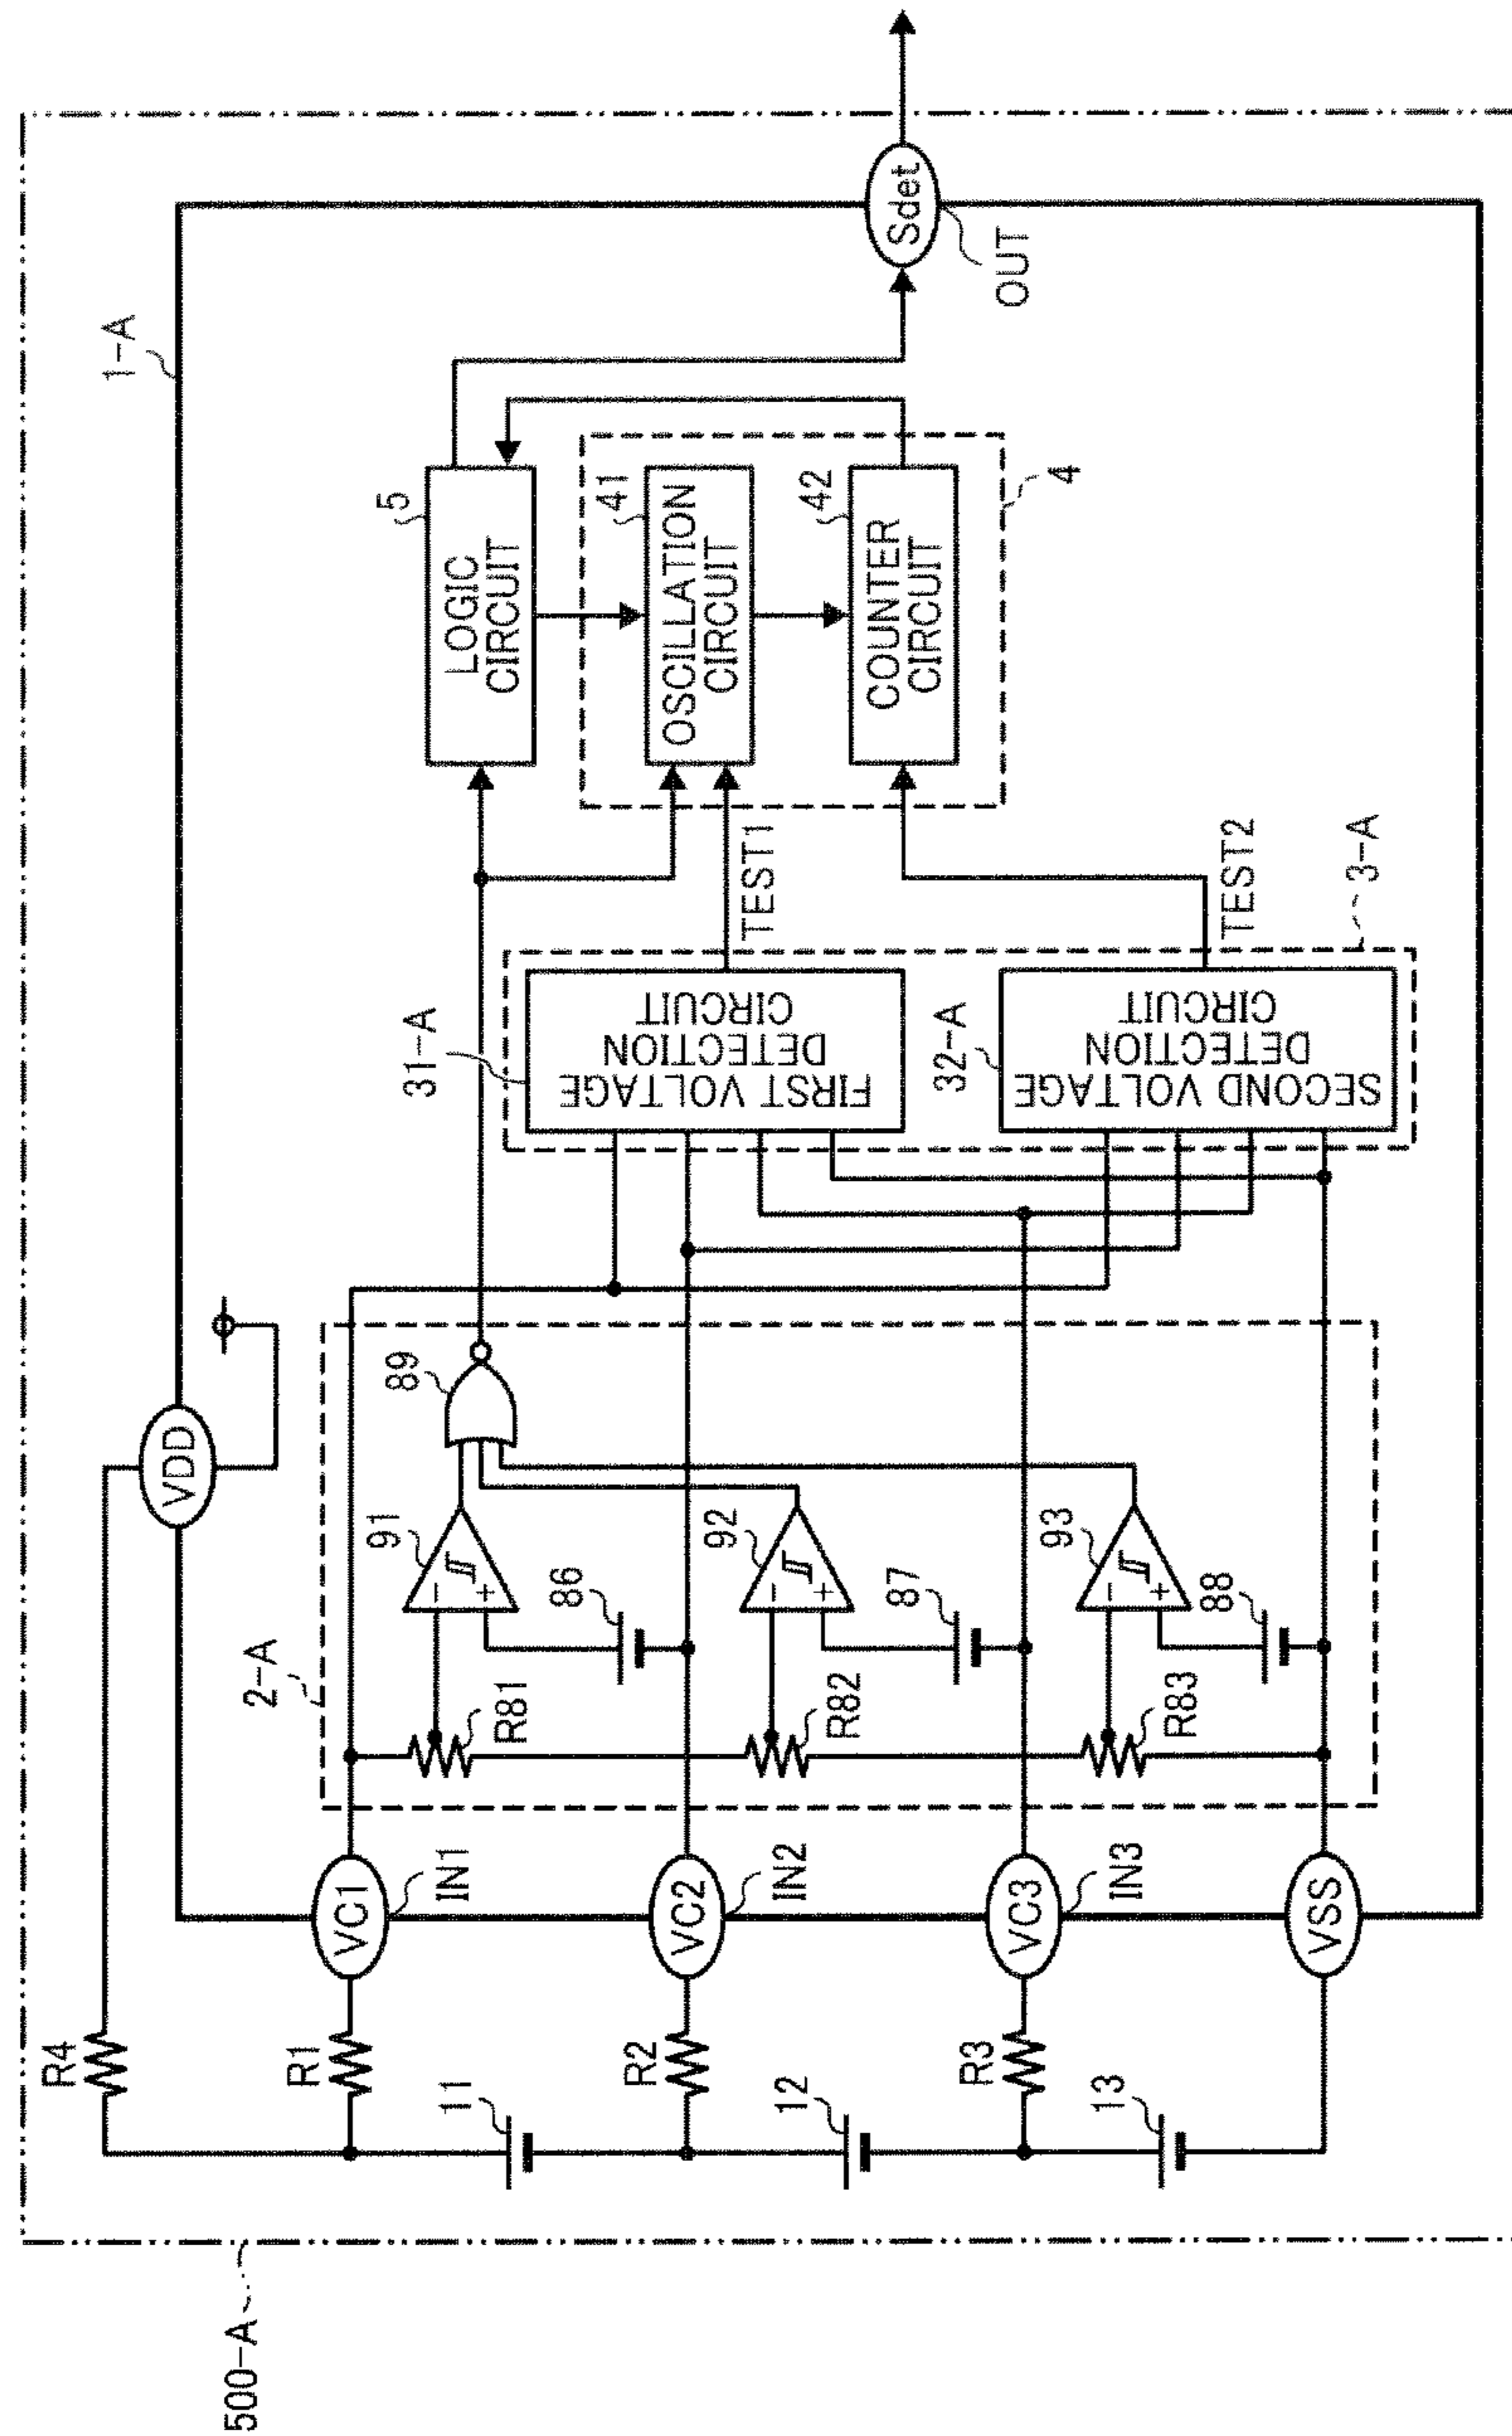 500-A
R4
VDD
1-A
R1
VC1
IN1
2-A
R81
91
-
+
89
86
11
R2
VC2
IN2
R82
92
-
+
87
12
R3
VC3
IN3
R83
93
-
+
88
13
VSS
31-A
FIRST VOLTAGE
DETECTION
CIRCUIT
TEST1
32-A
SECOND VOLTAGE
DETECTION
CIRCUIT
TEST2
3-A
5
LOGIC
CIRCUIT
41
OSCILLATION
CIRCUIT
42
COUNTER
CIRCUIT
4
Sdet
OUT